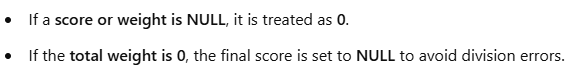 • If a score or weight is NULL, it is treated as 0.
• If the total weight is 0, the final score is set to NULL to avoid division errors.